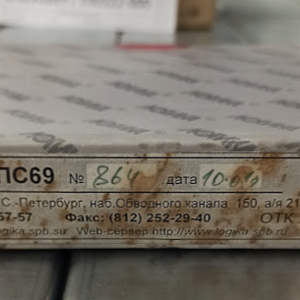 ПС69 № 864 дата 10.01
С-Петербург, наб.Обводного канала, 150, а/я 21
57-57 Факс: (812) 252-29-40 ОТК
ogika.spb.su Web-сервер:http://www.logika.spb.ru